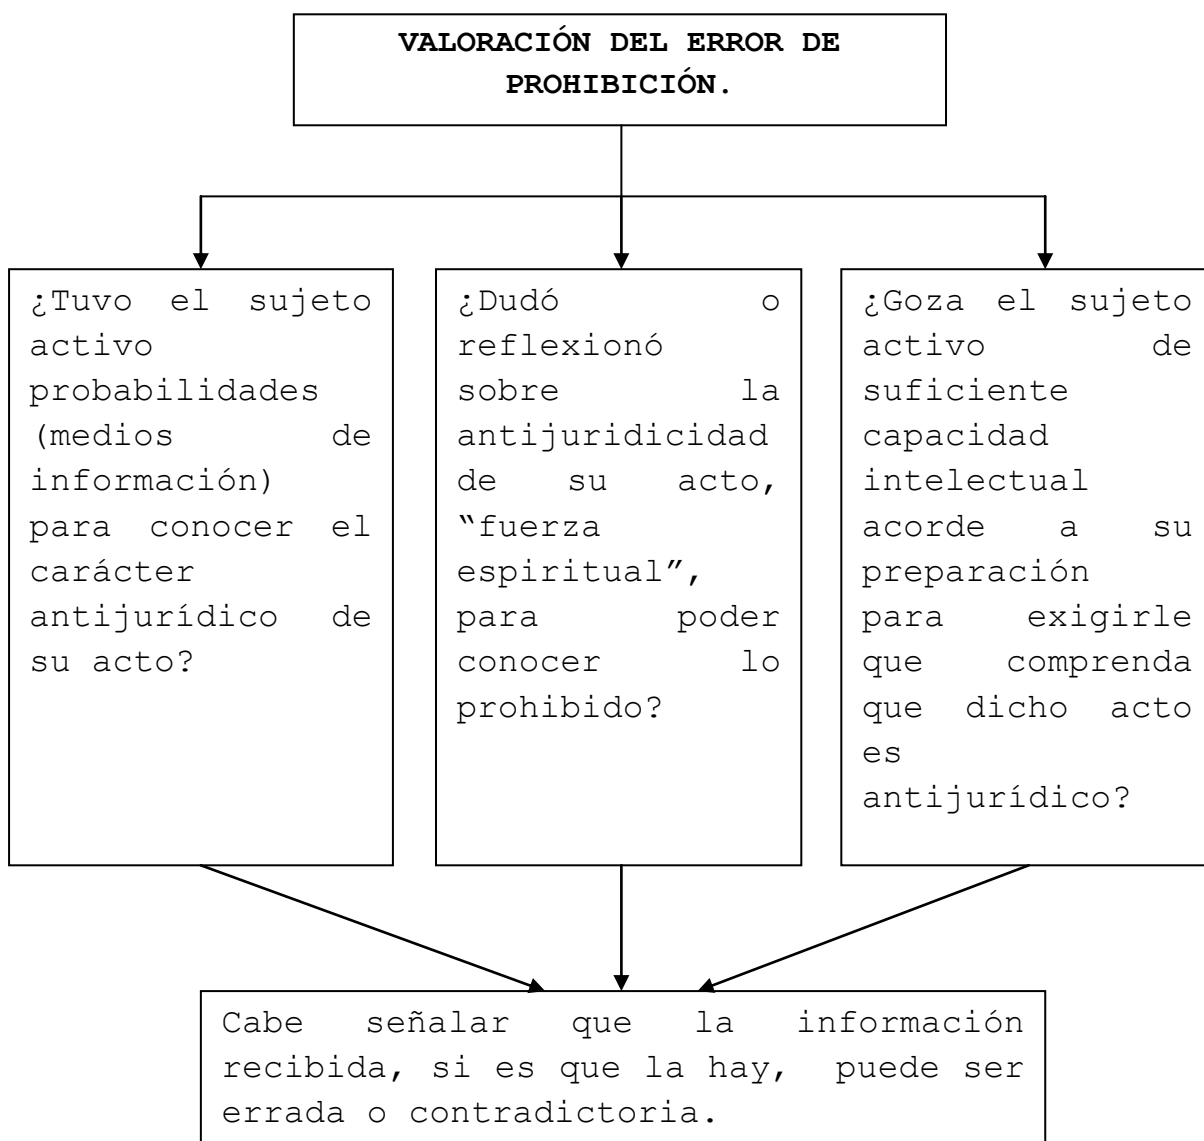 VALORACIÓN DEL ERROR DE
PROHIBICIÓN.
¿Tuvo el sujeto
activo
probabilidades
(medios de
información)
para conocer el
carácter
antijurídico de
su acto?
¿Dudó o
reflexionó
sobre la
antijuridicidad
de su acto,
“fuerza
espiritual”,
para poder
conocer lo
prohibido?
¿Goza el sujeto
activo de
suficiente
capacidad
intelectual
acorde a su
preparación
para exigirle
que comprenda
que dicho acto
es
antijurídico?
Cabe señalar que la información
recibida, si es que la hay, puede ser
errada o contradictoria.